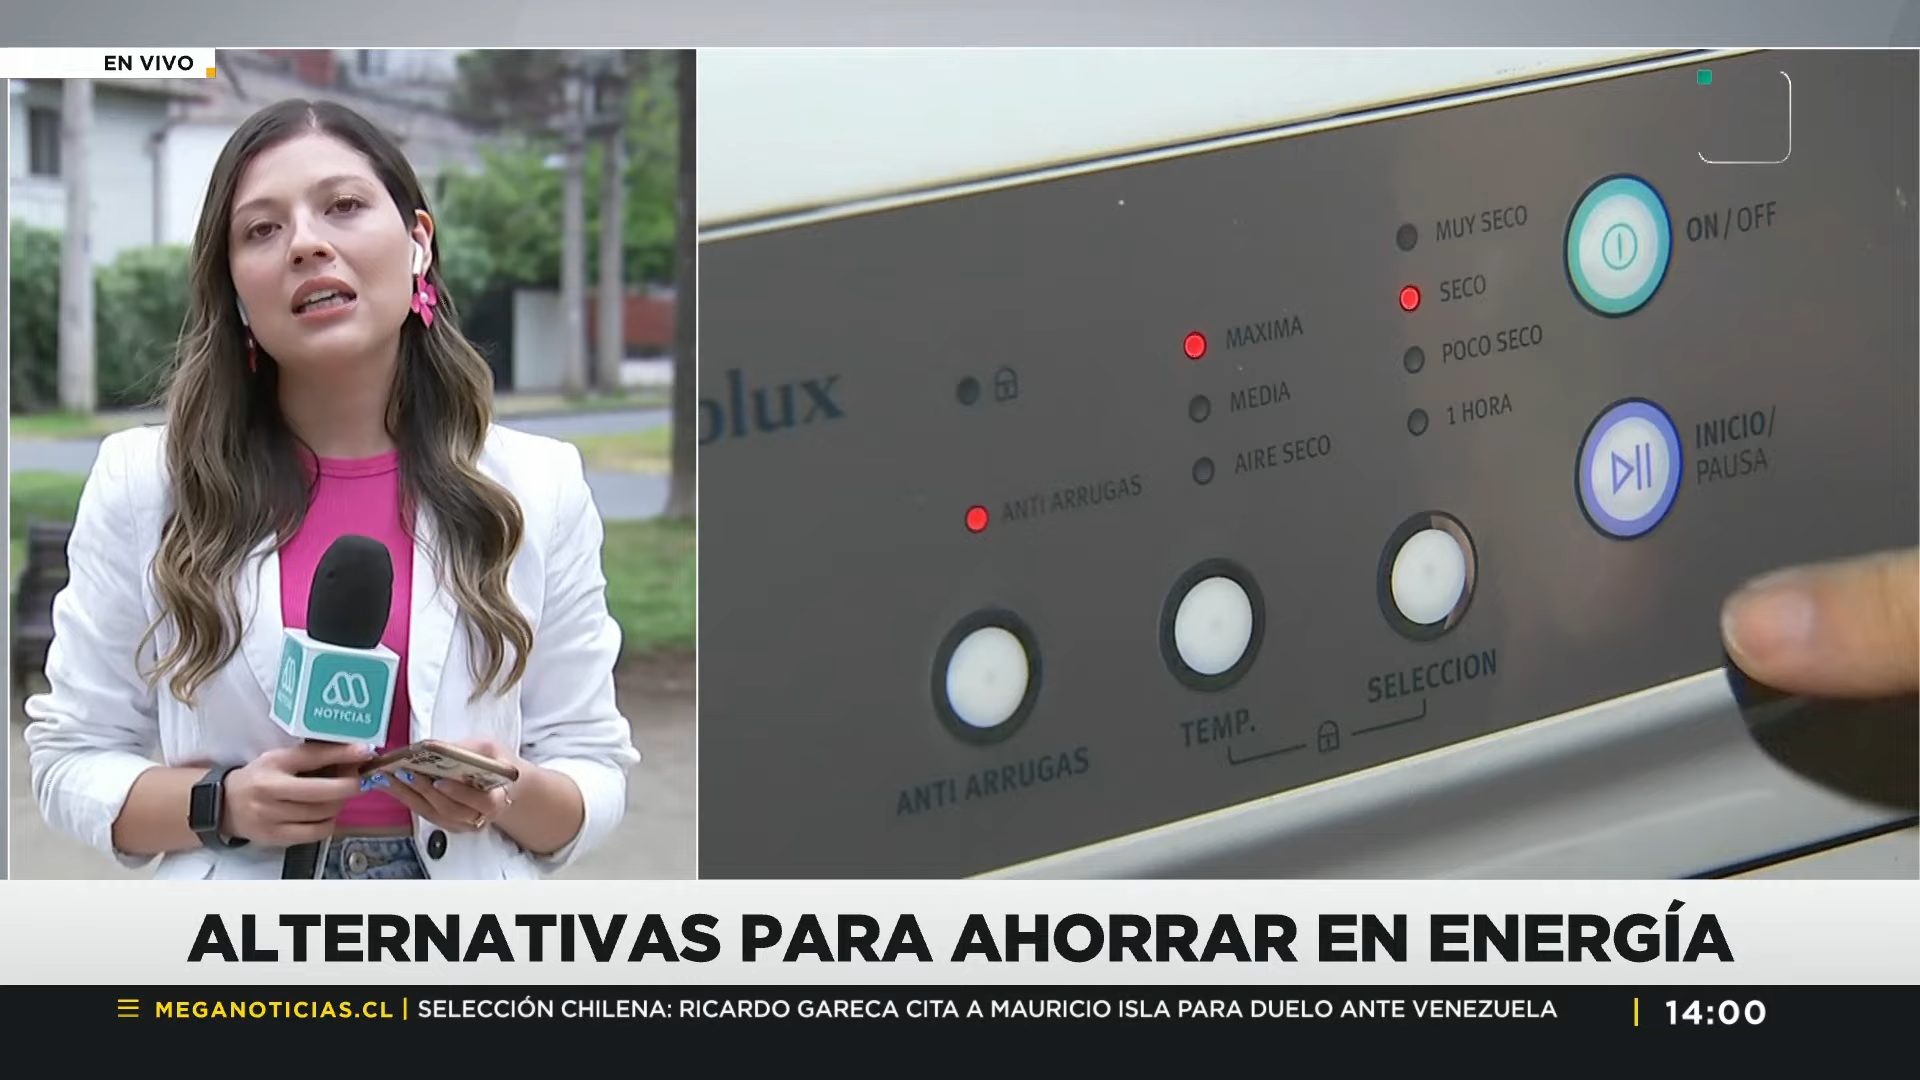 EN VIVO
MUY SECO
ON / OFF
SECO
MAXIMA
POCO SECO
MEDIA
1 HORA
olux
AIRE SECO
INICIO/
PAUSA
ANTI ARRUGAS
SELECCION
TEMP.
ANTI ARRUGAS
NOTICIAS
ALTERNATIVAS PARA AHORRAR EN ENERGÍA
MEGANOTICIAS.CL | SELECCIÓN CHILENA: RICARDO GARECA CITA A MAURICIO ISLA PARA DUELO ANTE VENEZUELA | 14:00